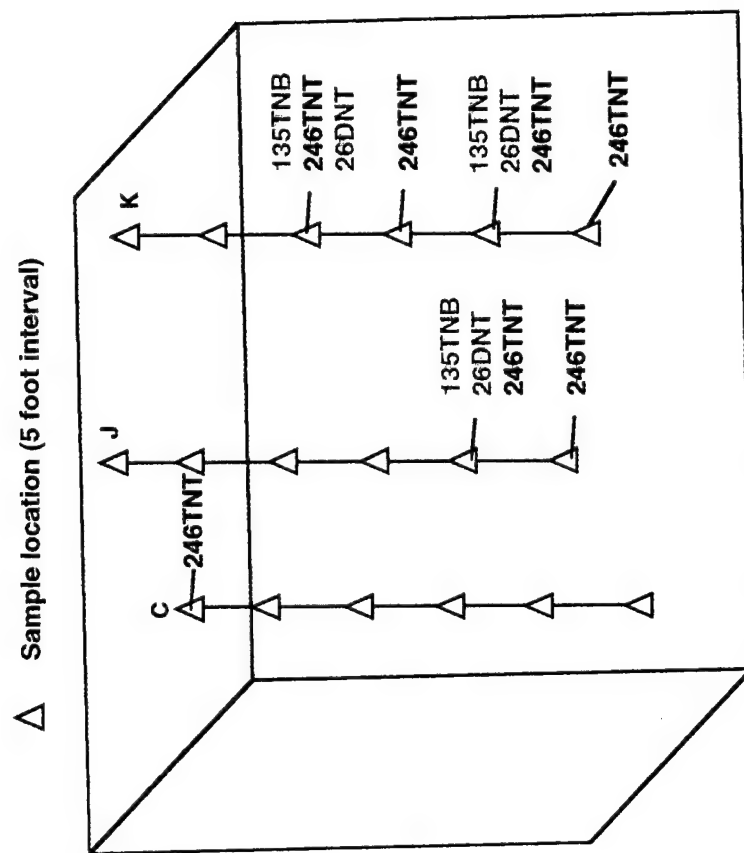 Sample location (5 foot interval)
K
135TNB
246TNT
26DNT
246TNT
135TNB
26DNT
246TNT
246TNT
J
135TNB
26DNT
246TNT
246TNT
C
246TNT